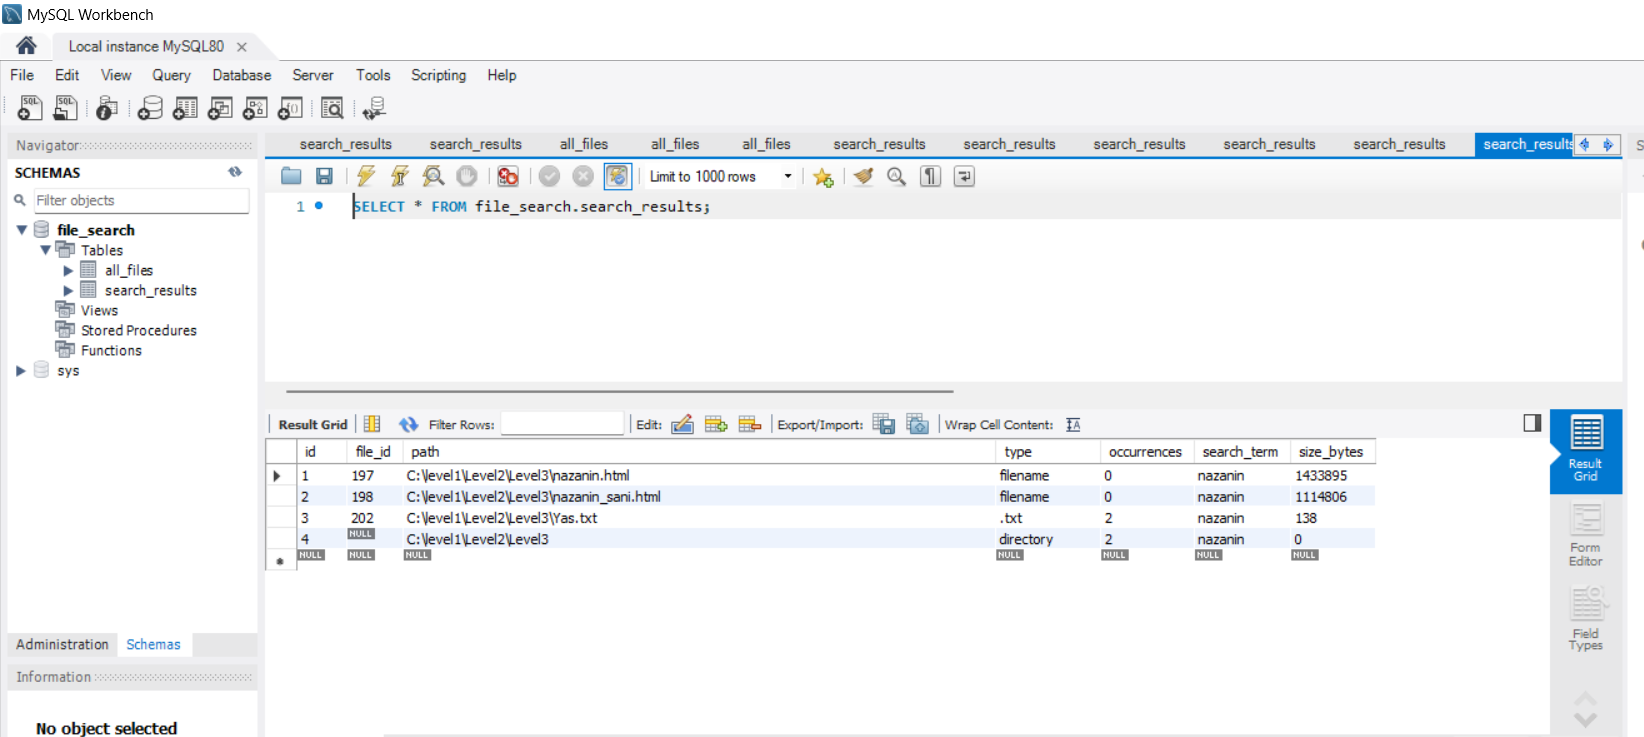 MySQL Workbench
Local instance MySQL80
File Edit View Query Database Server Tools Scripting Help
Navigator
SCHEMAS
Filter objects
file_search
Tables
all_files
search_results
Views
Stored Procedures
Functions
sys
Administration Schemas
Information
No object selected
search_results search_results all_files all_files all_files search_results search_results search_results search_results search_results search_results
Limit to 1000 rows
1 SELECT * FROM file_search.search_results;
Result Grid Filter Rows: Edit: Export/Import: Wrap Cell Content:
id file_id path type occurrences search_term size_bytes
1 197 C:\level1\Level2\Level3\nazanin.html filename 0 nazanin 1433895
2 198 C:\level1\Level2\Level3\nazanin_sani.html filename 0 nazanin 1114806
3 202 C:\level1\Level2\Level3\Yas.txt .txt 2 nazanin 138
4 NULL C:\level1\Level2\Level3 directory 2 nazanin 0
NULL NULL NULL NULL NULL NULL NULL
Result
Grid
Form
Editor
Field
Types